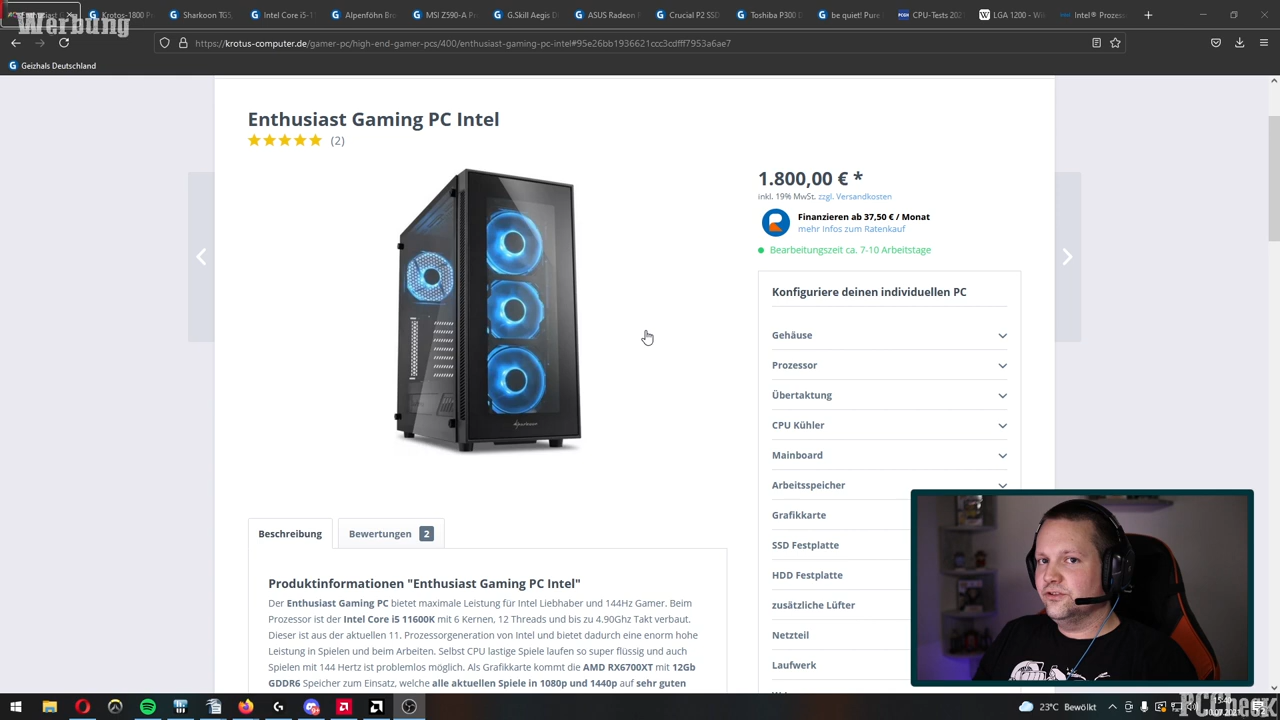 Werbung
Krotus-1800 P
Sharkoon TG5,
Intel Core i5-1
Alpenföhn Bro
MSI Z590-A P
G.Skill Aegis D
ASUS Radeon R
Crucial P2 SSD
Toshiba P300 D
be quiet! Pure
CPU-Tests 202
LGA 1200 – Wi
Intel® Prozess
https://krotus-computer.de/gamer-pc/high-end-gamer-pcs/400/enthusiast-gaming-pc-intel#95e26bb1936621ccc3cdfff7953a6ae7
Geizhals Deutschland
Enthusiast Gaming PC Intel
(2)
1.800,00 € *
inkl. 19% MwSt. zzgl. Versandkosten
Finanzieren ab 37,50 € / Monat
mehr Infos zum Ratenkauf
Bearbeitungszeit ca. 7-10 Arbeitstage
Konfiguriere deinen individuellen PC
Gehäuse
Prozessor
Übertaktung
CPU Kühler
Mainboard
Arbeitsspeicher
Grafikkarte
SSD Festplatte
HDD Festplatte
zusätzliche Lüfter
Netzteil
Laufwerk
Beschreibung
Bewertungen 2
Produktinformationen "Enthusiast Gaming PC Intel"
Der Enthusiast Gaming PC bietet maximale Leistung für Intel Liebhaber und 144Hz Gamer. Beim
Prozessor ist der Intel Core i5 11600K mit 6 Kernen, 12 Threads und bis zu 4.90Ghz Takt verbaut.
Dieser ist aus der aktuellen 11. Prozessorgeneration von Intel und bietet dadurch eine enorm hohe
Leistung in Spielen und beim Arbeiten. Selbst CPU lastige Spiele laufen so super flüssig und auch
Spielen mit 144 Hertz ist problemlos möglich. Als Grafikkarte kommt die AMD RX6700XT mit 12Gb
GDDR6 Speicher zum Einsatz, welche alle aktuellen Spiele in 1080p und 1440p auf sehr guten
23°C Bewölkt
PCCheck